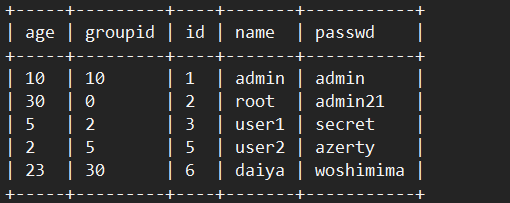 +-----+---------+----+-------+-----------+
| age | groupid | id | name  | passwd    |
+-----+---------+----+-------+-----------+
| 10  | 10      | 1  | admin | admin     |
| 30  | 0       | 2  | root  | admin21   |
| 5   | 2       | 3  | user1 | secret    |
| 2   | 5       | 5  | user2 | azerty    |
| 23  | 30      | 6  | daiya | woshimima |
+-----+---------+----+-------+-----------+